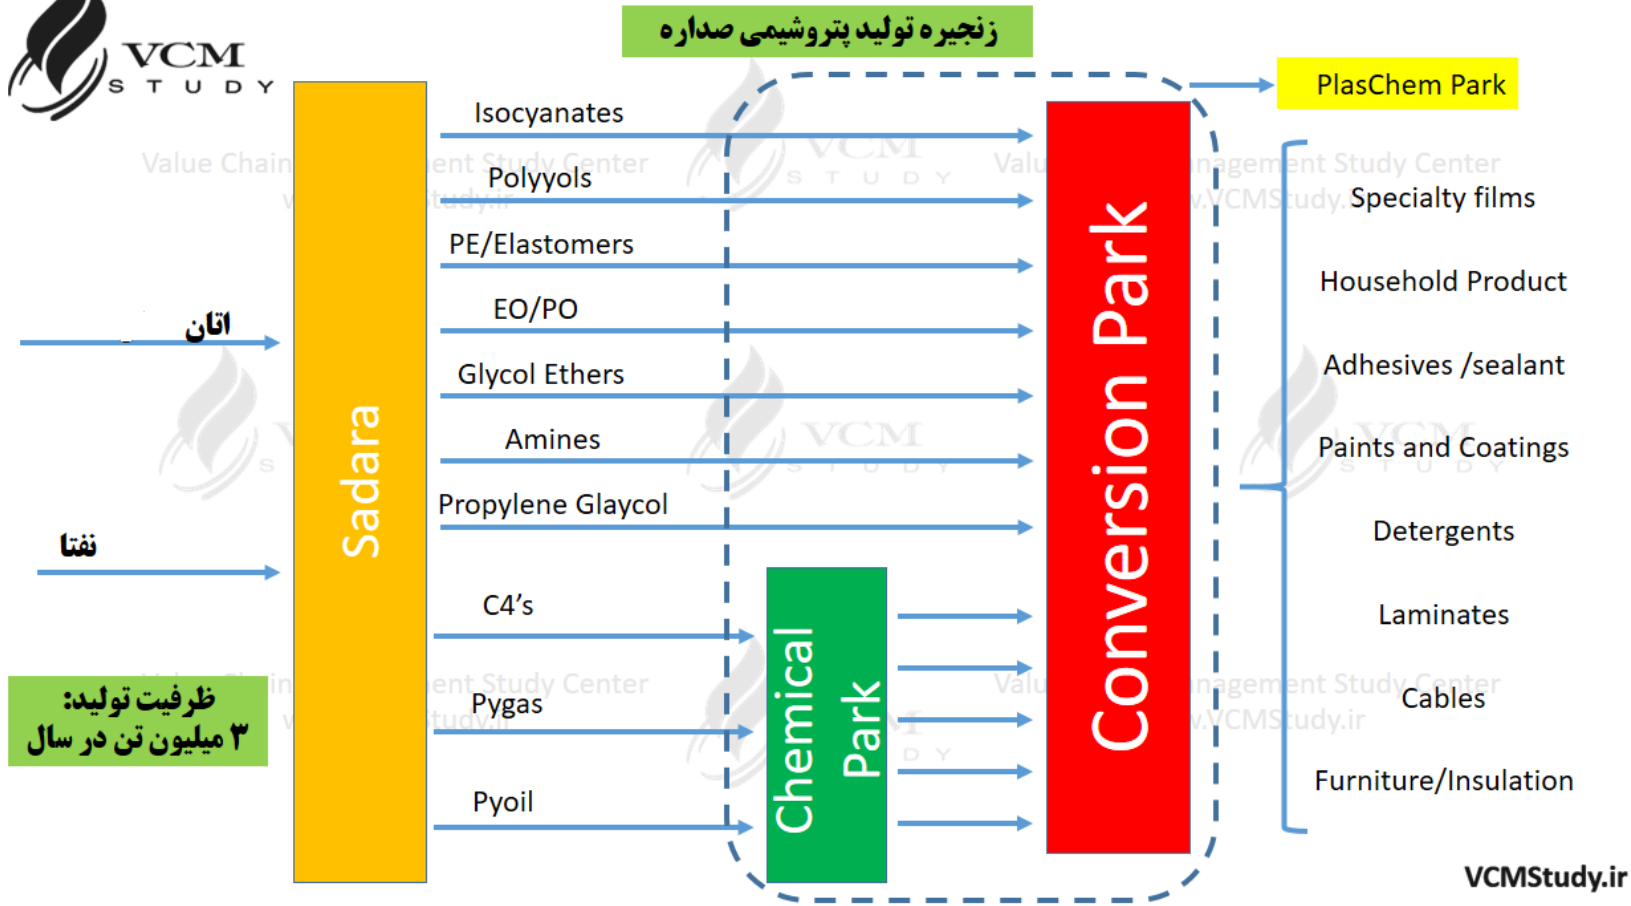 VCM
STUDY
زنجیره تولید پتروشیمی صداره
PlasChem Park
Isocyanates
Polyyols
PE/Elastomers
EO/PO
Glycol Ethers
Amines
Propylene Glaycol
C4's
Pygas
Pyoil
اتان
نفتا
Sadara
Chemical
Park
Conversion Park
Specialty films
Household Product
Adhesives /sealant
Paints and Coatings
Detergents
Laminates
Cables
Furniture/Insulation
ظرفیت تولید:
۳ میلیون تن در سال
VCMStudy.ir